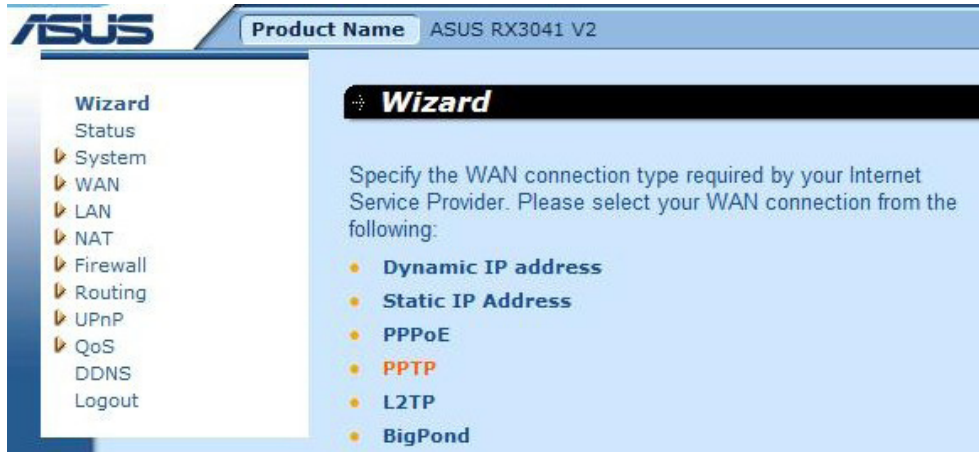 ASUS
Product Name ASUS RX3041 V2
Wizard
Status
System
WAN
LAN
NAT
Firewall
Routing
UPnP
QoS
DDNS
Logout
Wizard
Specify the WAN connection type required by your Internet
Service Provider. Please select your WAN connection from the
following:
Dynamic IP address
Static IP Address
PPPoE
PPTP
L2TP
BigPond